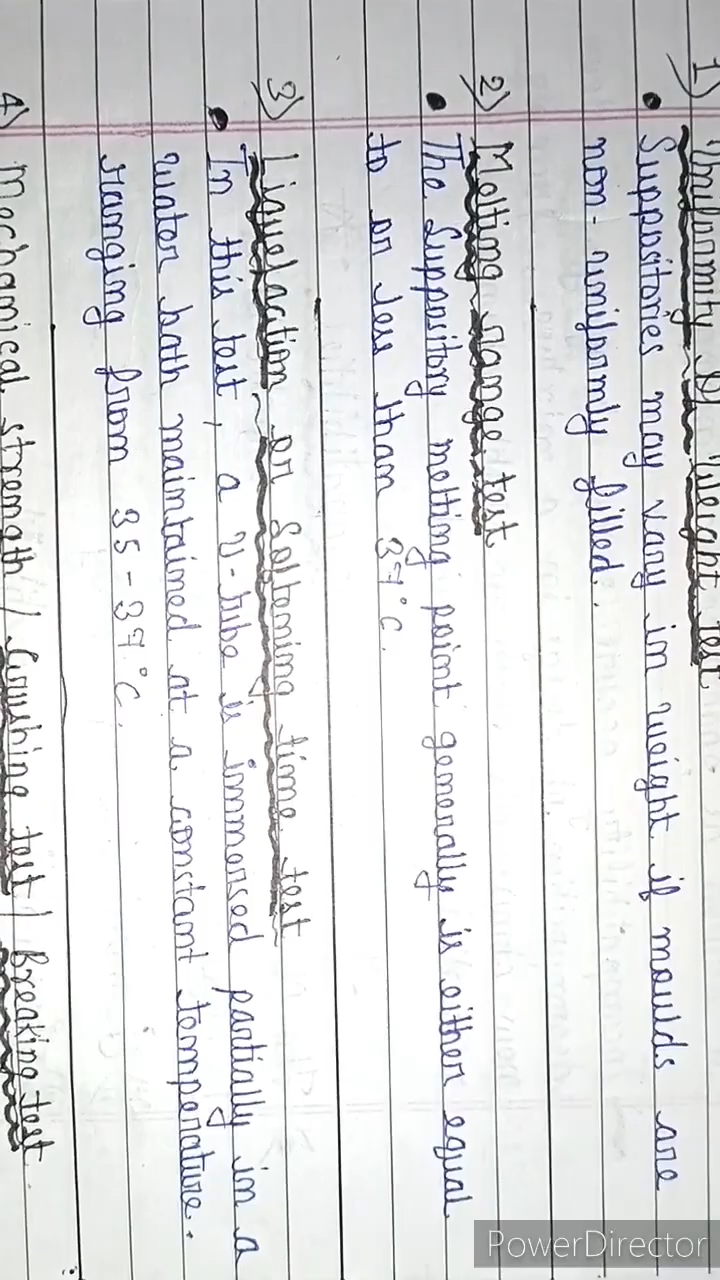 1) Uniformity of weight test
• Suppositories may vary in weight if moulds are
non-uniformly filled.
2) Melting range test
• The Suppository melting point generally is either equal
to or less than 37°C.
3) Liquefaction or Softening time test
• In this test, a U-tube is immersed partially in a
water bath maintained at a constant temperature.
ranging from 35-37°C.
4) Mechanical strength / Crushing test / Breaking test.
PowerDirector